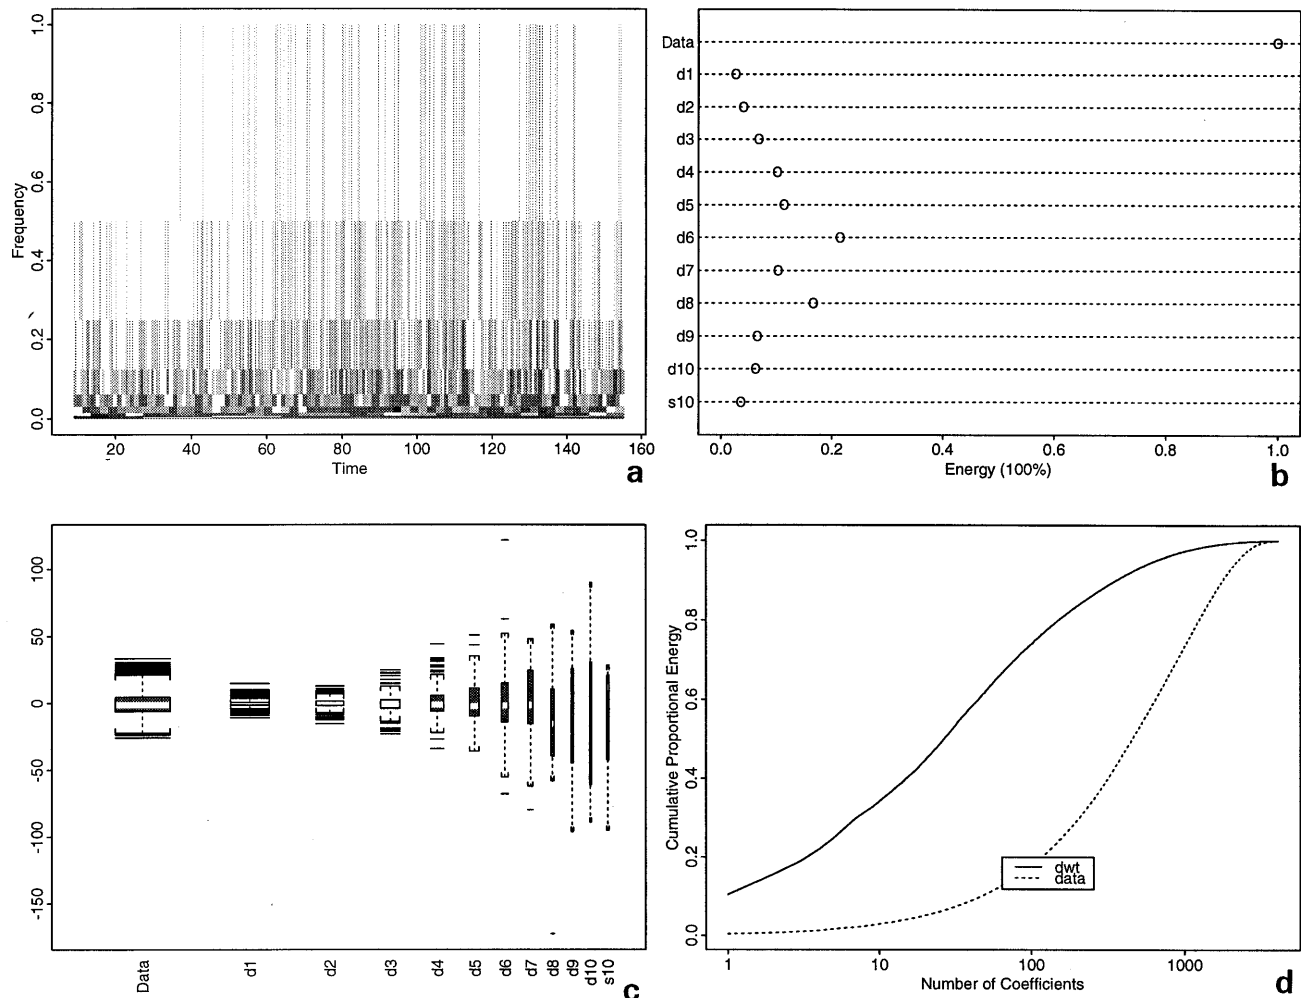 1.0
0.8
0.6
0.4
0.2
0.0
Frequency
20
40
60
80
100
120
140
160
Time
a
Data
d1
d2
d3
d4
d5
d6
d7
d8
d9
d10
s10
0.0
0.2
0.4
0.6
0.8
1.0
Energy (100%)
b
100
50
0
-50
-100
-150
Data
d1
d2
d3
d4
d5
d6
d7
d8
d9
d10
s10
c
1.0
0.8
0.6
0.4
0.2
0.0
Cumulative Proportional Energy
dwt
data
1
10
100
1000
Number of Coefficients
d